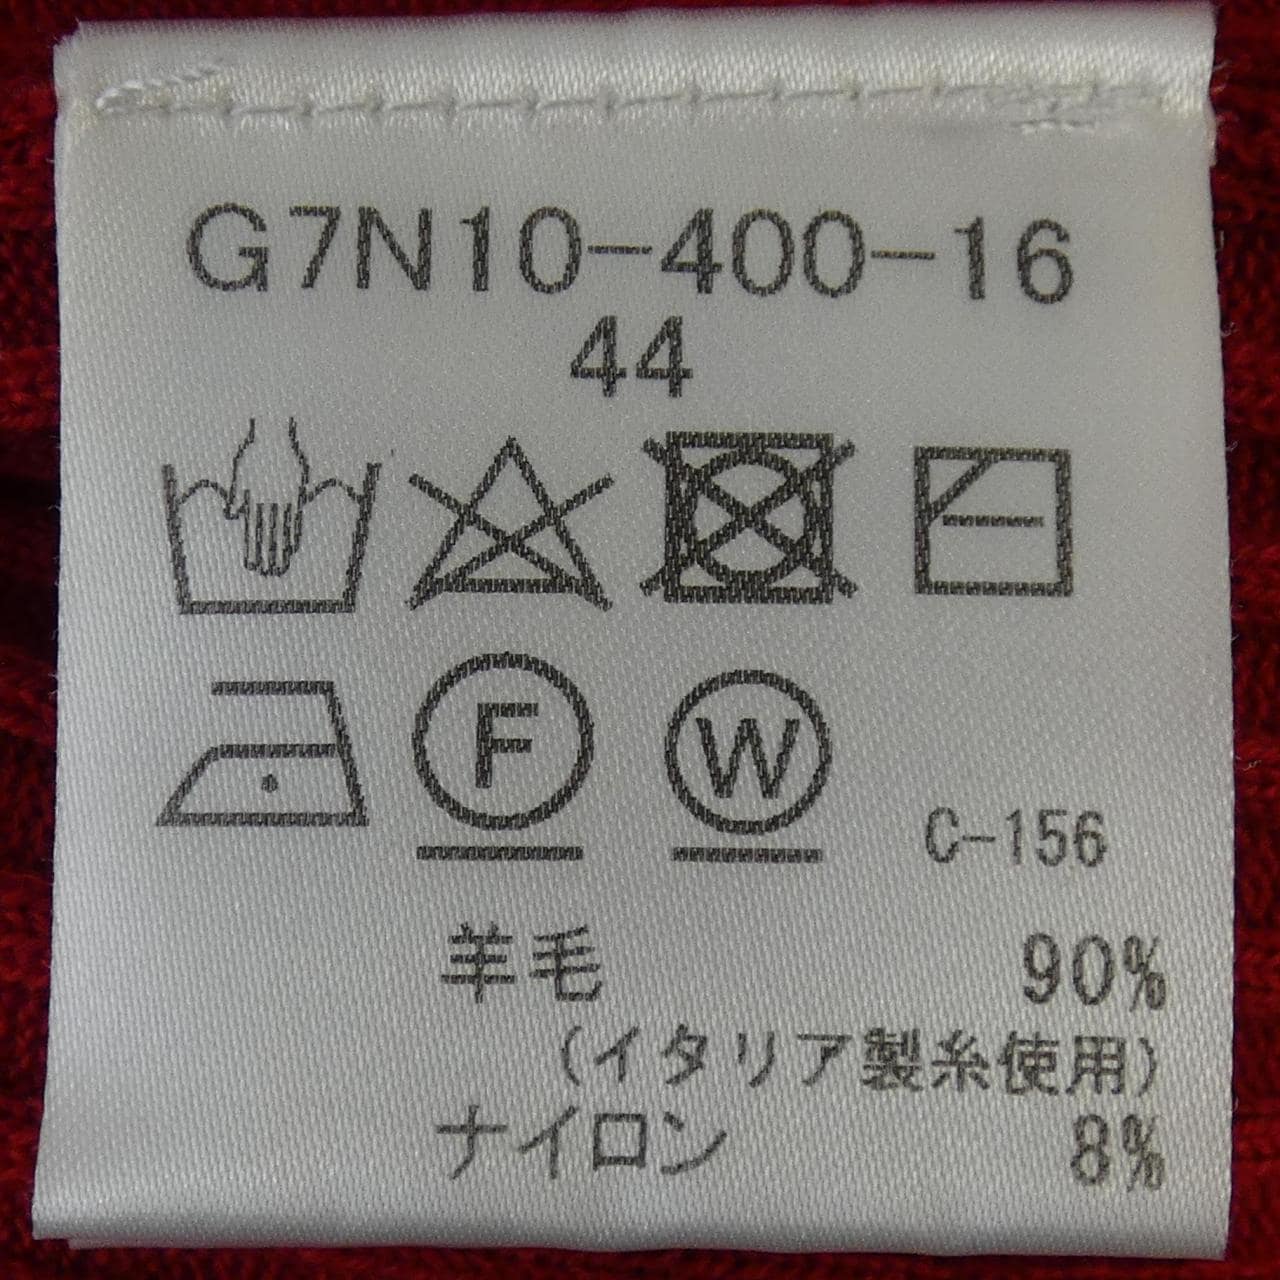 G7N10-400-16
44
F W
C-156
羊毛 90%
(イタリア製糸使用)
ナイロン 8%